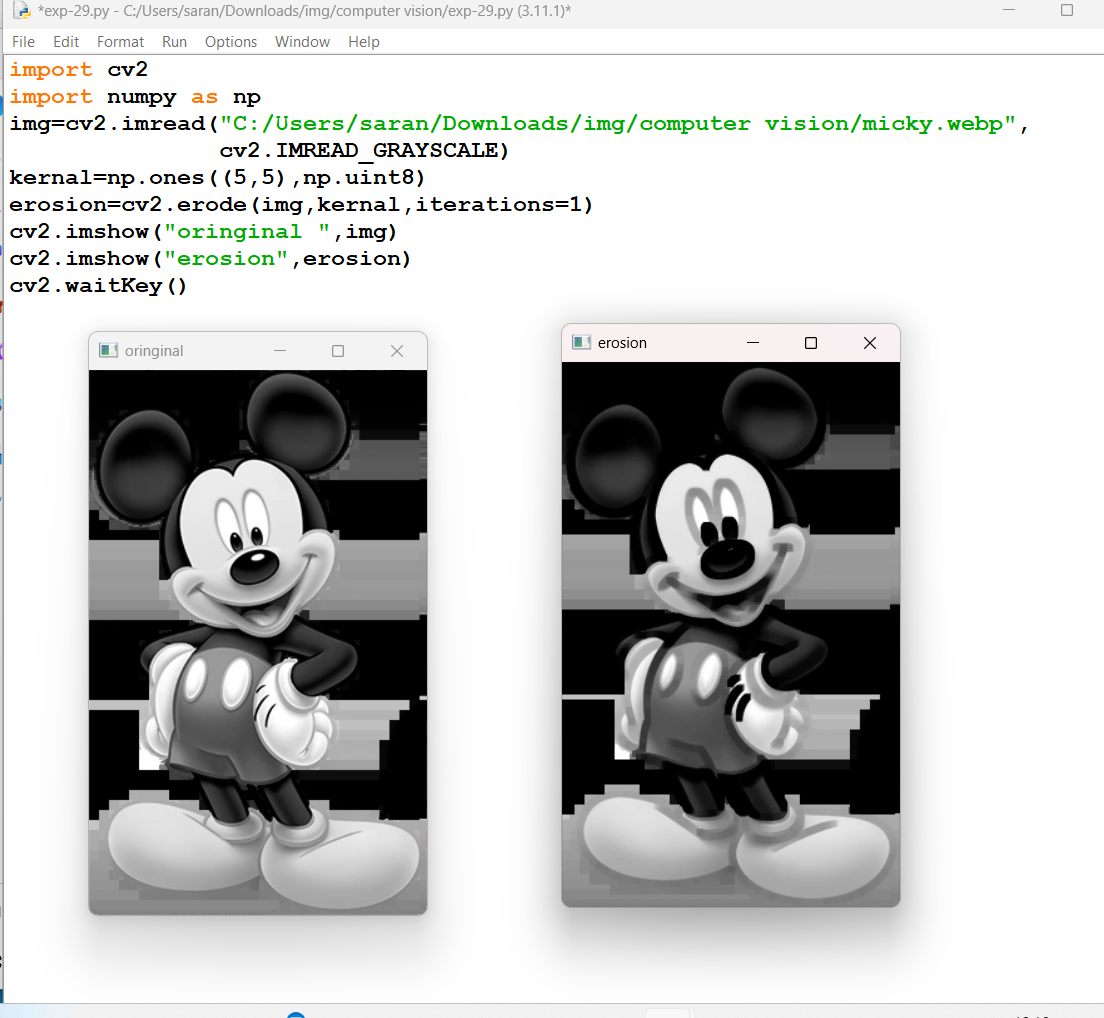 *exp-29.py - C:/Users/saran/Downloads/img/computer vision/exp-29.py (3.11.1)*
File Edit Format Run Options Window Help
import cv2
import numpy as np
img=cv2.imread("C:/Users/saran/Downloads/img/computer vision/micky.webp",
cv2.IMREAD_GRAYSCALE)
kernal=np.ones((5,5),np.uint8)
erosion=cv2.erode(img,kernal,iterations=1)
cv2.imshow("oringinal ",img)
cv2.imshow("erosion",erosion)
cv2.waitKey()
oringinal
erosion